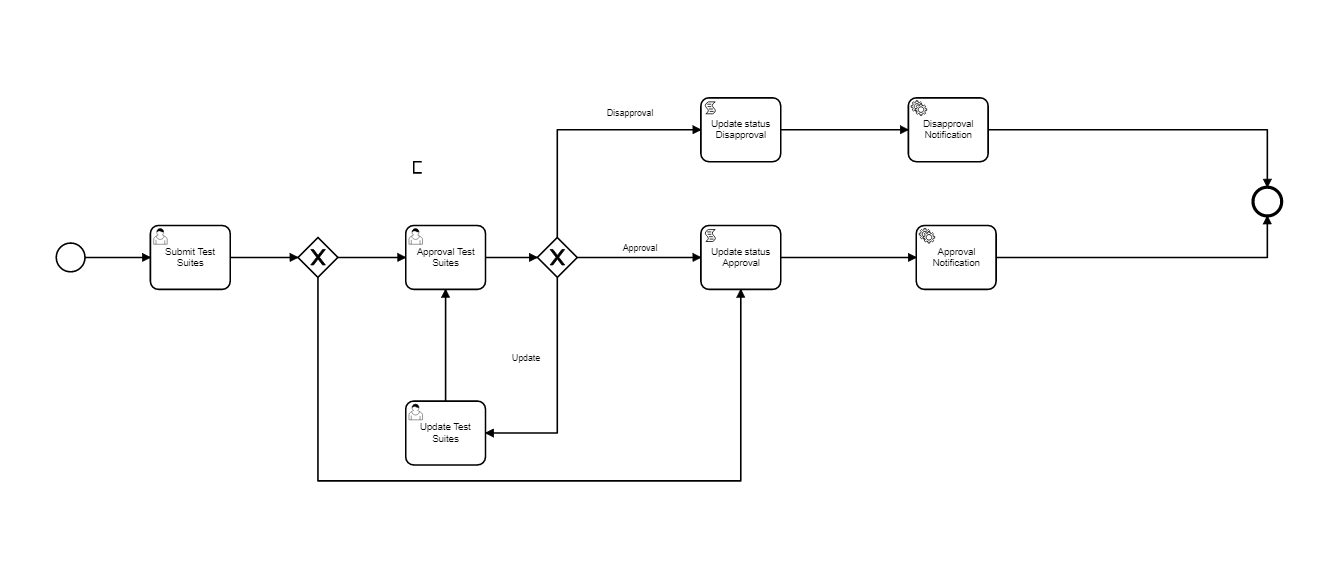 Disapproval
Update status
Disapproval
Disapproval
Notification
Submit Test
Suites
Approval Test
Suites
Approval
Update status
Approval
Approval
Notification
Update
Update Test
Suites